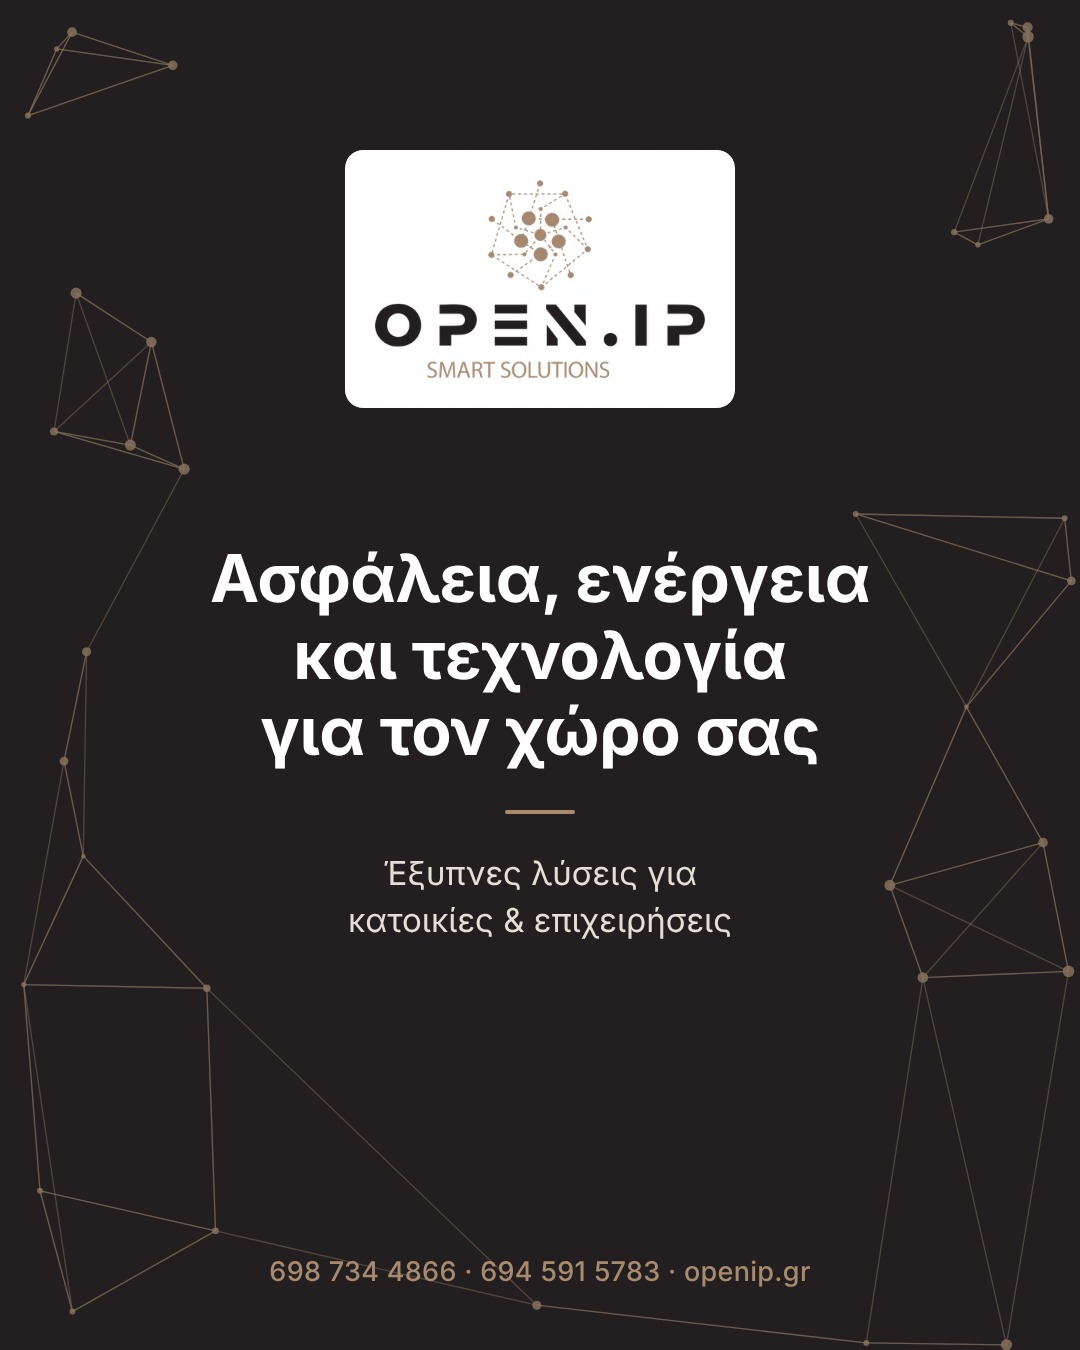 OPEN.IP
SMART SOLUTIONS
Ασφάλεια, ενέργεια
και τεχνολογία
για τον χώρο σας
Έξυπνες λύσεις για
κατοικίες & επιχειρήσεις
698 734 4866 · 694 591 5783 · openip.gr